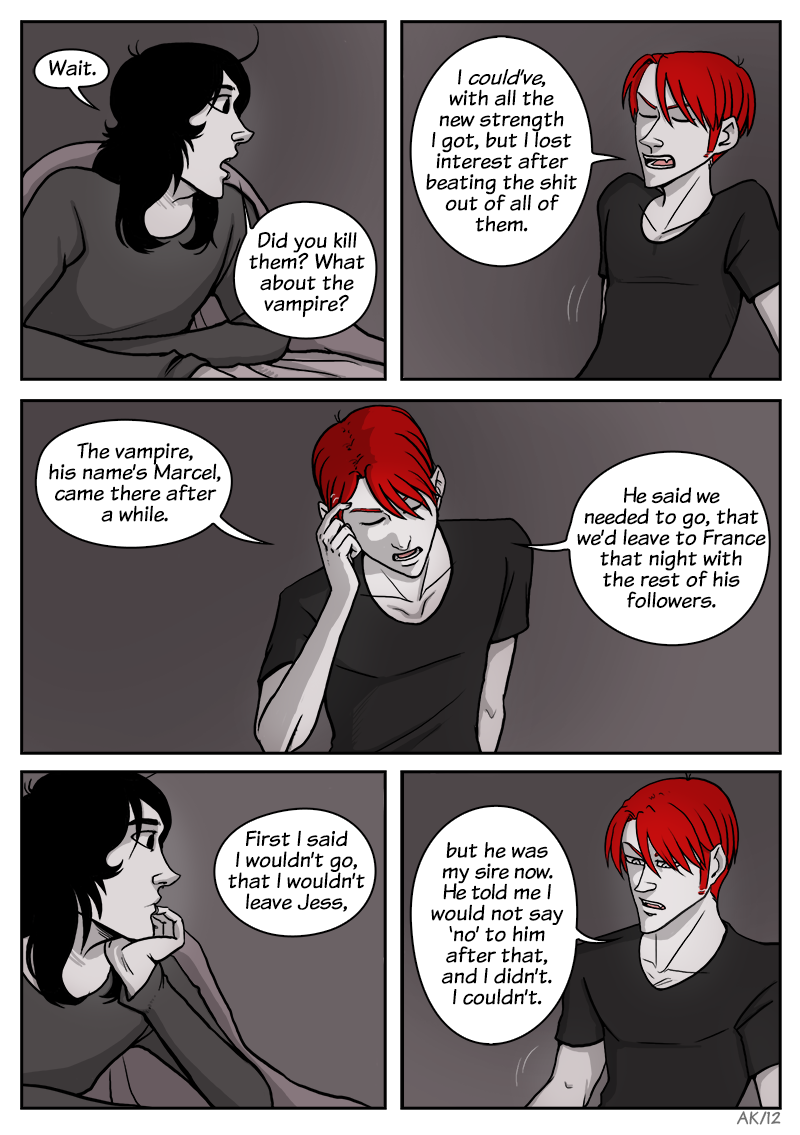 Wait.
Did you kill
them? What
about the
vampire?
I could've,
with all the
new strength
I got, but I lost
interest after
beating the shit
out of all of
them.
The vampire,
his name's Marcel,
came there after
a while.
He said we
needed to go, that
we'd leave to France
that night with
the rest of his
followers.
First I said
I wouldn't go,
that I wouldn't
leave Jess,
but he was
my sire now.
He told me I
would not say
'no' to him
after that,
and I didn't.
I couldn't.
AK/12